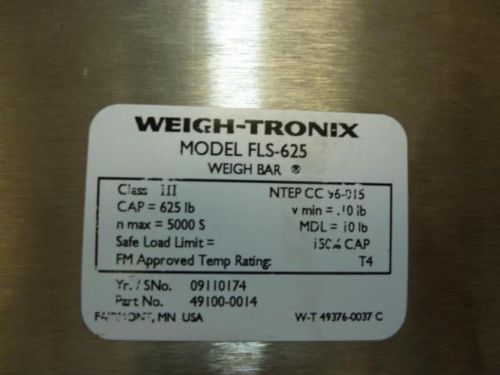 WEIGH-TRONIX
MODEL FLS-625
WEIGH BAR ®
Class III NTEP CC 96-015
CAP = 625 lb v min = .10 lb
n max = 5000 S MDL = 10 lb
Safe Load Limit = 150% CAP
FM Approved Temp Rating: T4
Yr. / SNo. 09110174
Part No. 49100-0014
FAIRMONT, MN USA W-T 49376-0037 C